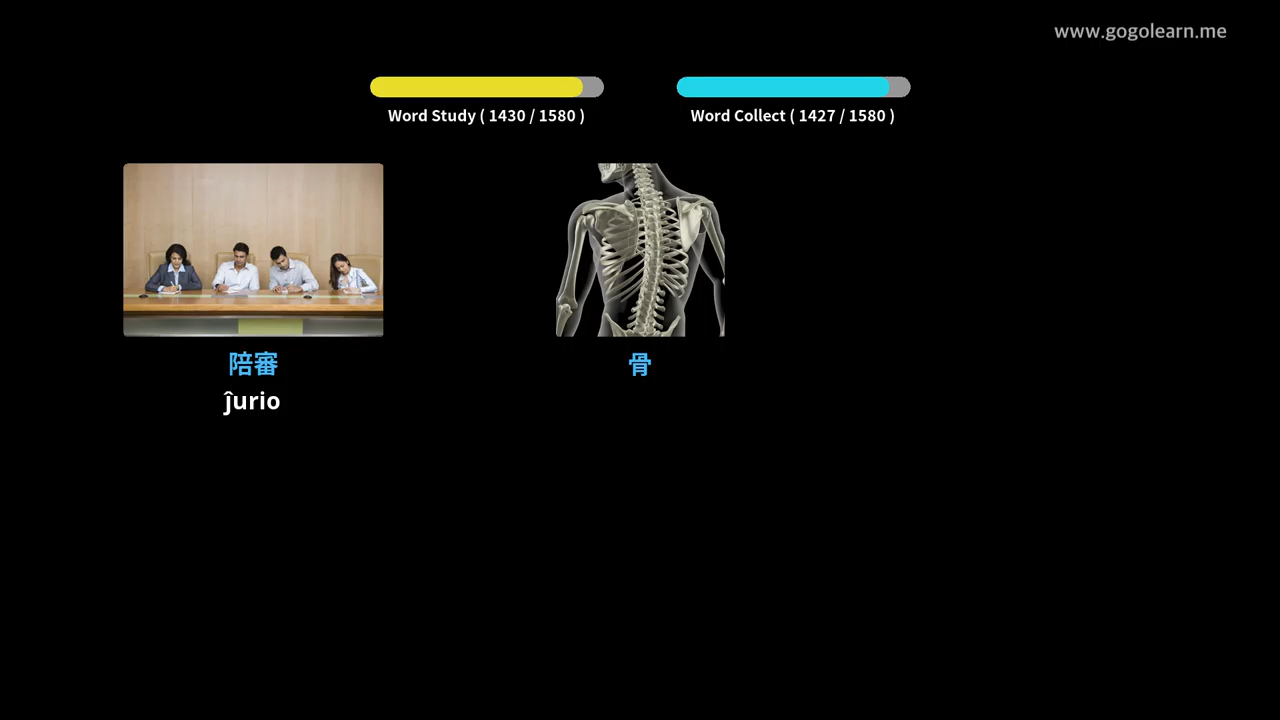 www.gogolearn.me
Word Study ( 1430 / 1580 )
Word Collect ( 1427 / 1580 )
陪審
ĵurio
骨